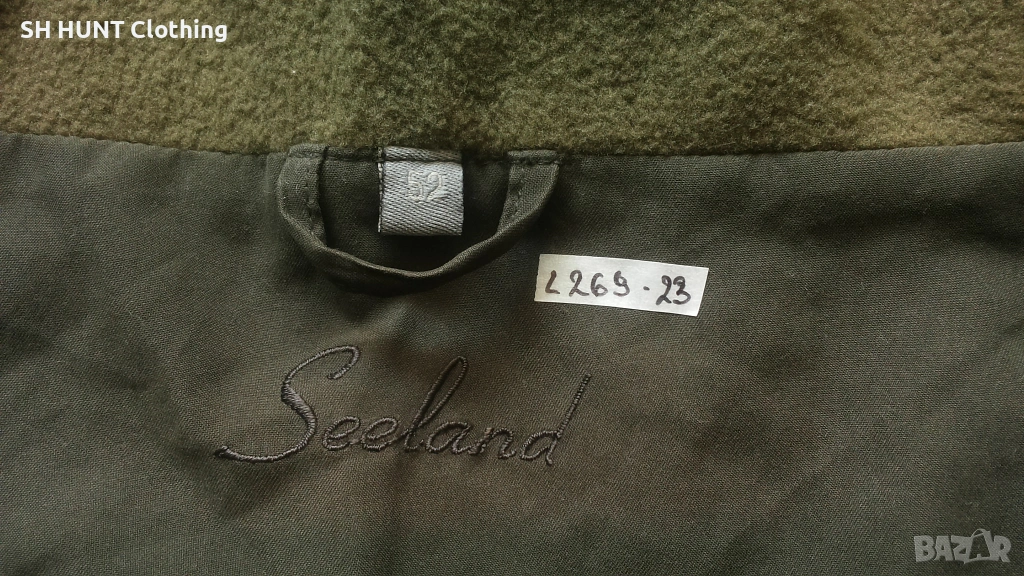 SH HUNT Clothing
52
L269-23
Seeland
BAZAR